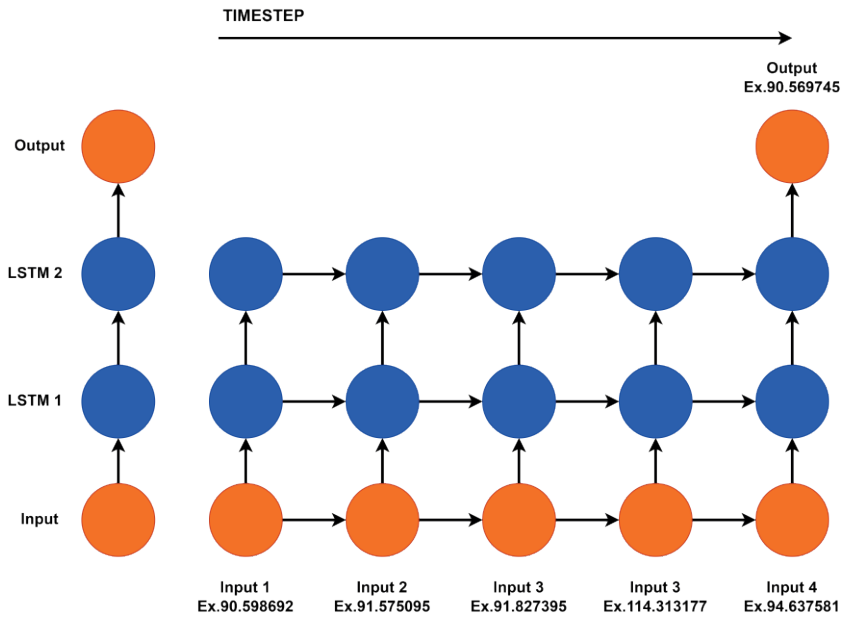 TIMESTEP
Output
Ex.90.569745
Output
LSTM 2
LSTM 1
Input
Input 1
Ex.90.598692
Input 2
Ex.91.575095
Input 3
Ex.91.827395
Input 3
Ex.114.313177
Input 4
Ex.94.637581